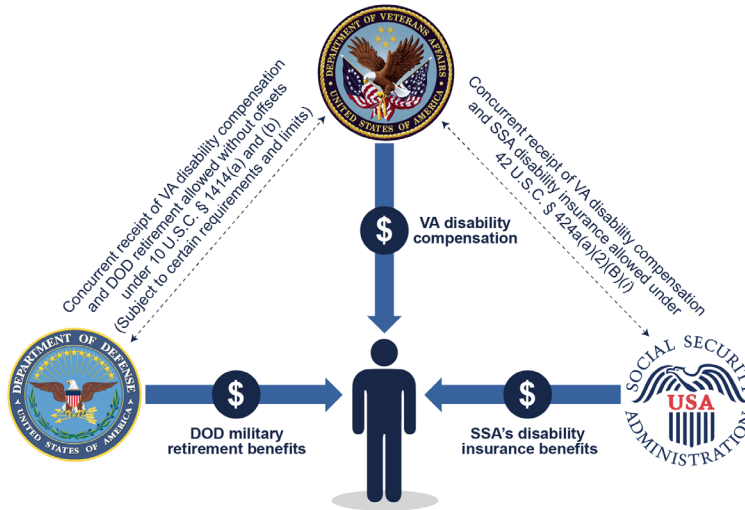 DEPARTMENT OF VETERANS AFFAIRS
UNITED STATES OF AMERICA
Concurrent receipt of VA disability compensation
and DOD retirement allowed without offsets
under 10 U.S.C. § 1414(a) and (b)
(Subject to certain requirements and limits)
Concurrent receipt of VA disability compensation
and SSA disability insurance allowed under
42 U.S.C. § 424a(a)(2)(B)(i)
$
VA disability
compensation
DEPARTMENT OF DEFENSE
UNITED STATES OF AMERICA
$
DOD military
retirement benefits
$
SSA's disability
insurance benefits
SOCIAL SECURITY
USA
ADMINISTRATION